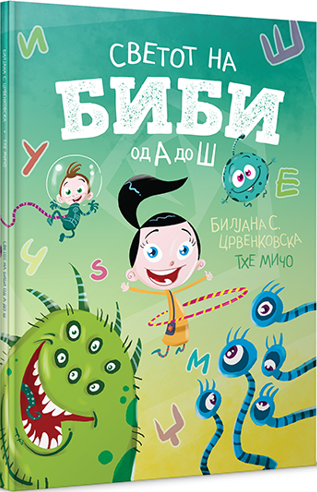 СВЕТОТ НА
БИБИ
ОД А ДО Ш
БИЛЈАНА С.
ЦРВЕНКОВСКА
ТХЕ МИЧО
И
Ш
У
Е
Ч
Ѕ
М
Џ